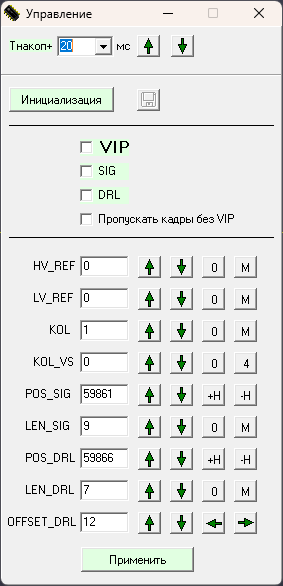 Управление
Тнакоп+ 20 мс
Инициализация
VIP
SIG
DRL
Пропускать кадры без VIP
HV_REF 0 0 M
LV_REF 0 0 M
KOL 1 0 M
KOL_VS 0 0 4
POS_SIG 59861 +H -H
LEN_SIG 9 0 M
POS_DRL 59866 +H -H
LEN_DRL 7 0 M
OFFSET_DRL 12
Применить